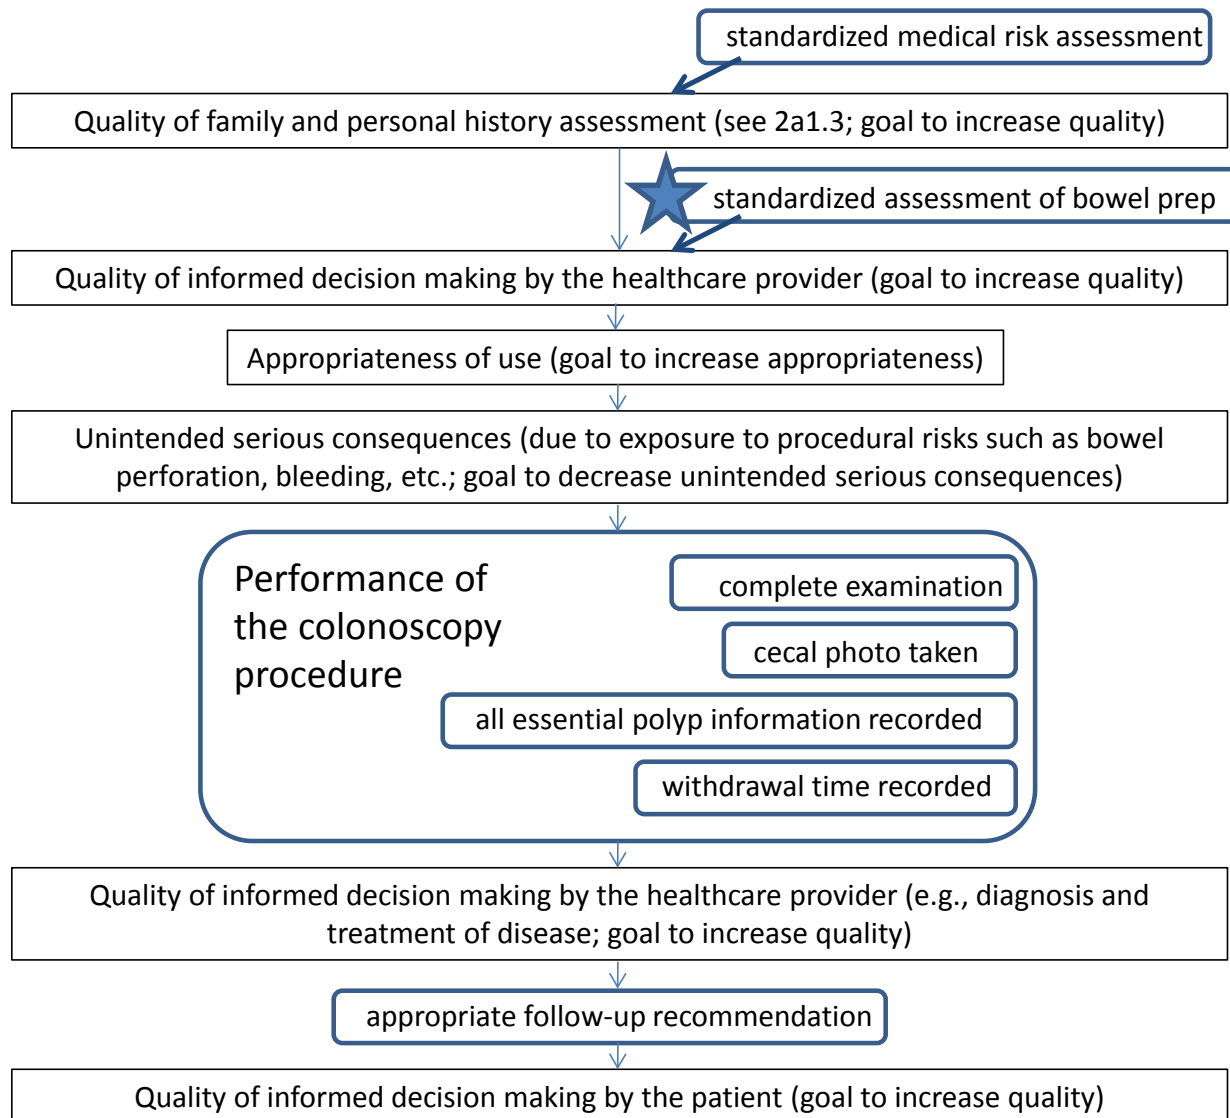 standardized medical risk assessment
Quality of family and personal history assessment (see 2a1.3; goal to increase quality)
standardized assessment of bowel prep
Quality of informed decision making by the healthcare provider (goal to increase quality)
Appropriateness of use (goal to increase appropriateness)
Unintended serious consequences (due to exposure to procedural risks such as bowel
perforation, bleeding, etc.; goal to decrease unintended serious consequences)
Performance of
the colonoscopy
procedure
complete examination
cecal photo taken
all essential polyp information recorded
withdrawal time recorded
Quality of informed decision making by the healthcare provider (e.g., diagnosis and
treatment of disease; goal to increase quality)
appropriate follow-up recommendation
Quality of informed decision making by the patient (goal to increase quality)